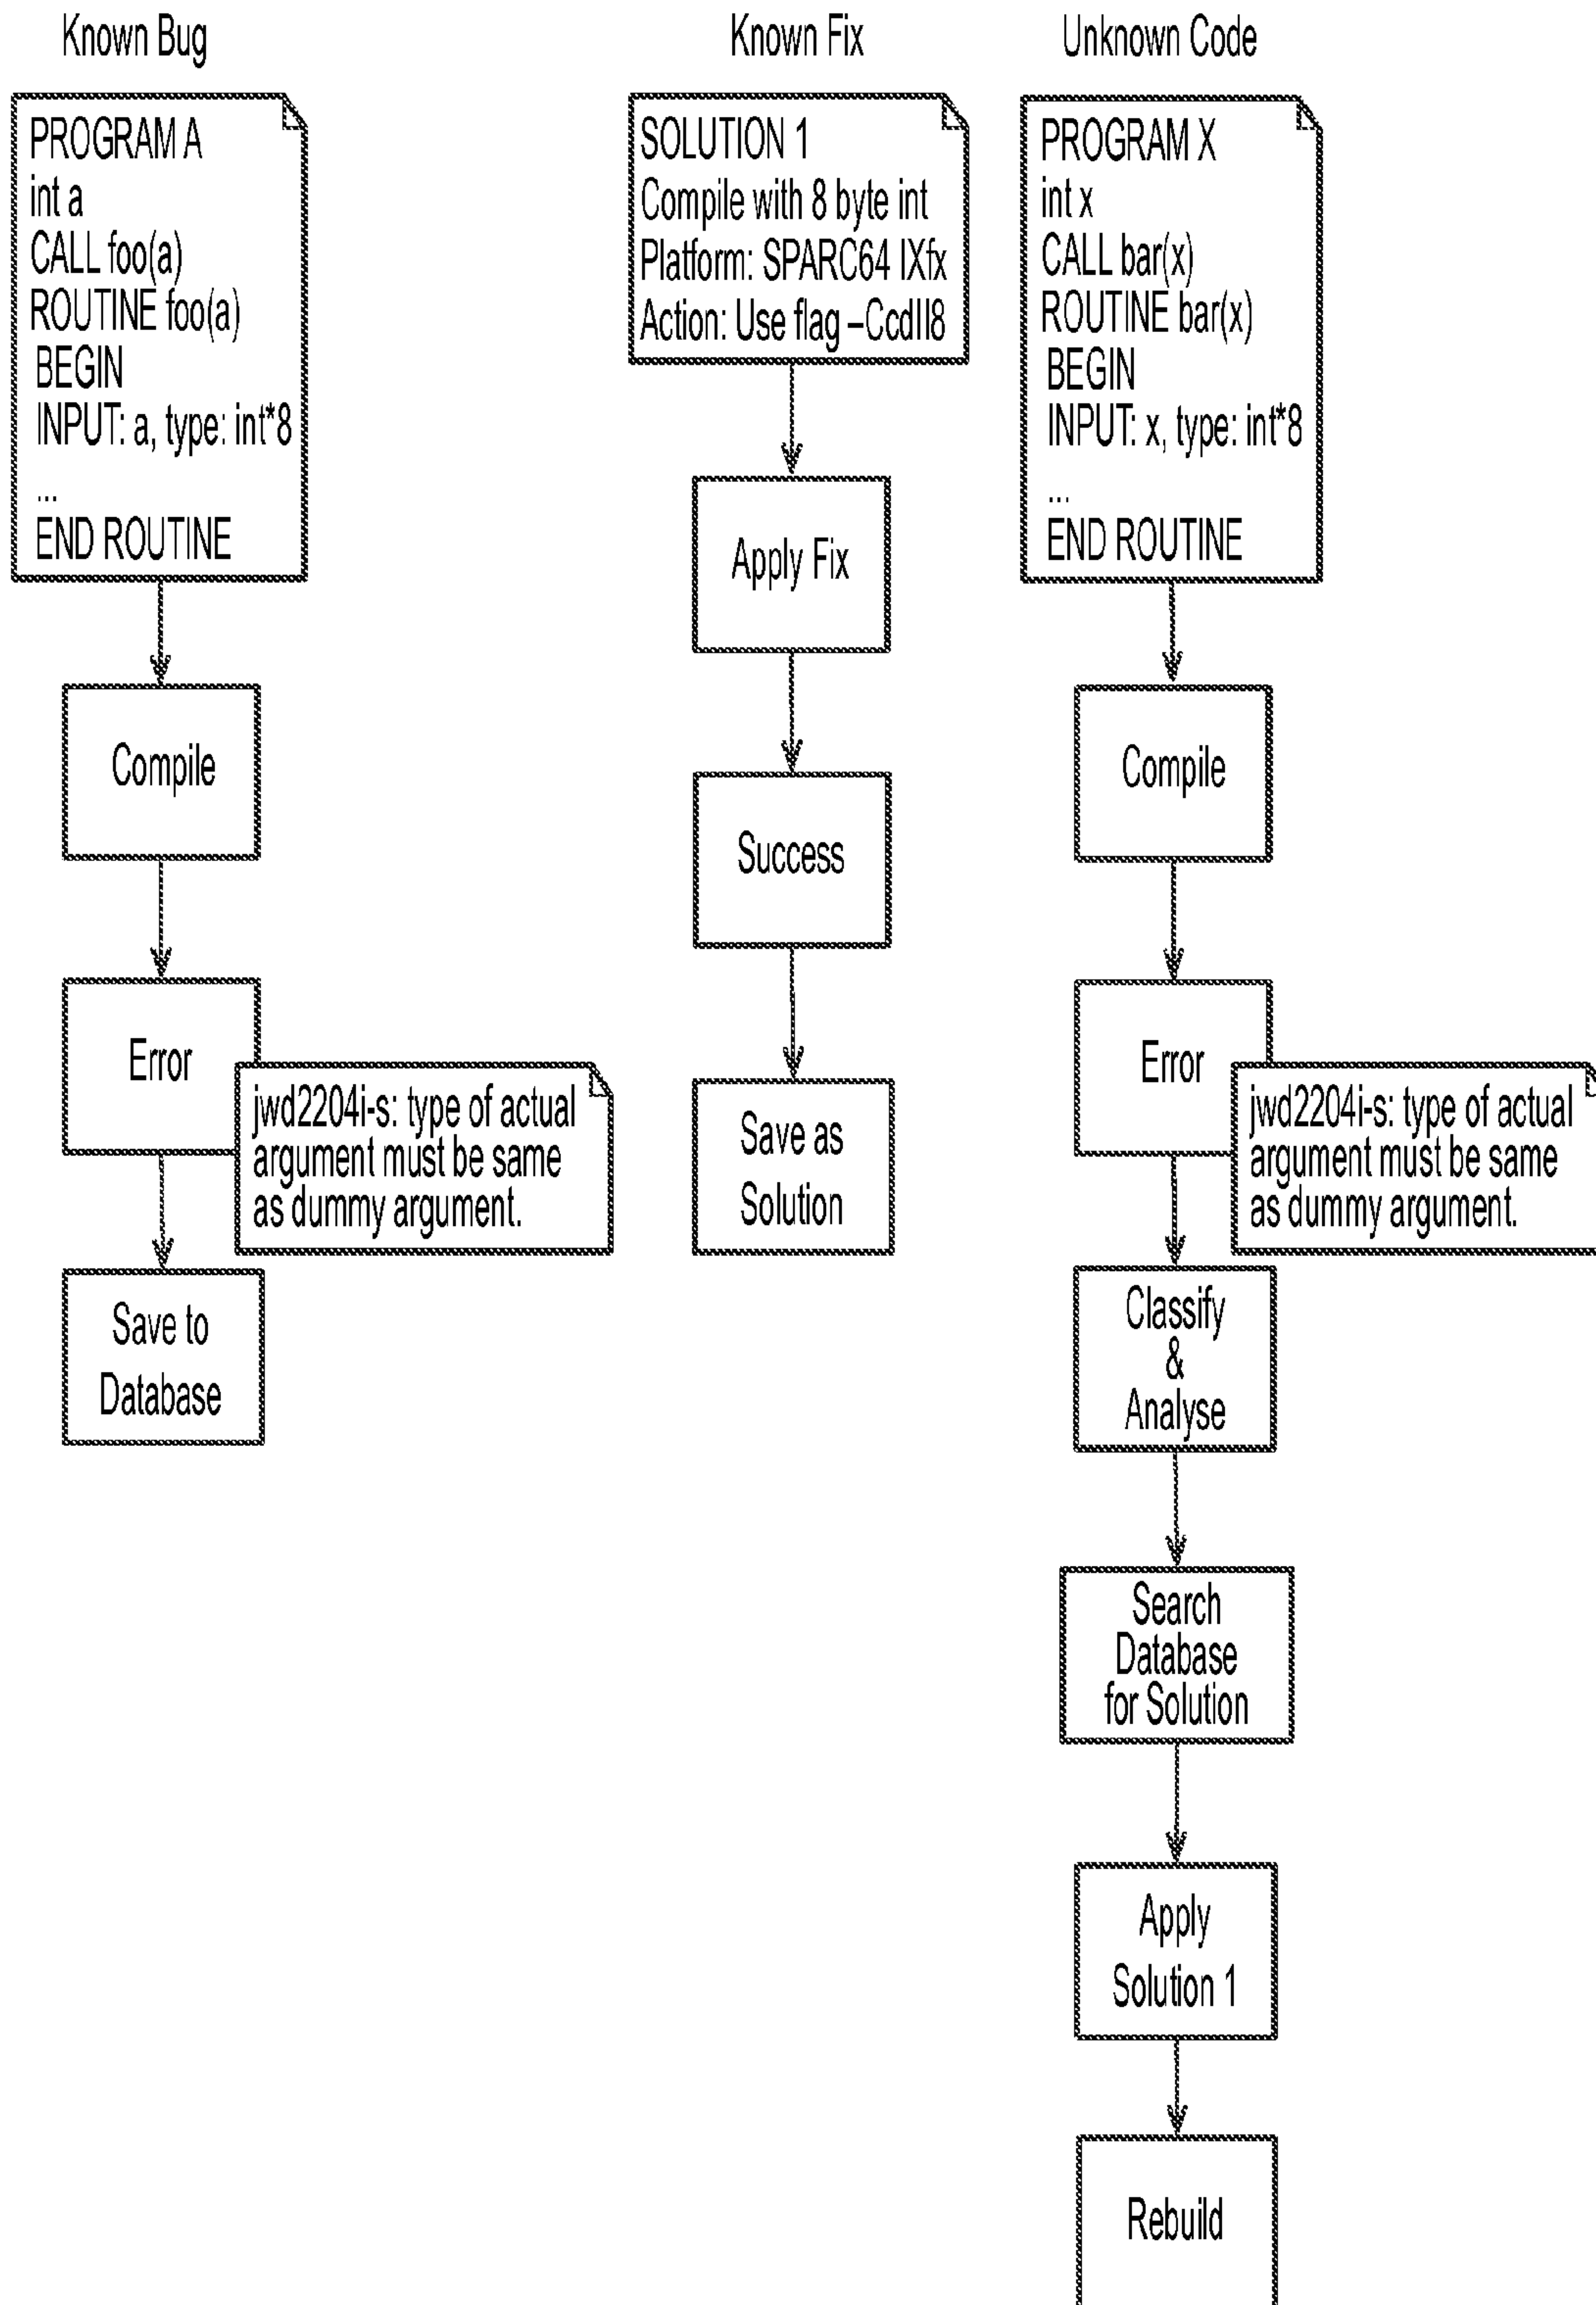 Known Bug
PROGRAM A
int a
CALL foo(a)
ROUTINE foo(a)
BEGIN
INPUT: a, type: int*8
...
END ROUTINE
Compile
Error
jwd2204i-s: type of actual
argument must be same
as dummy argument.
Save to
Database
Known Fix
SOLUTION 1
Compile with 8 byte int
Platform: SPARC64 IXfx
Action: Use flag –CcdII8
Apply Fix
Success
Save as
Solution
Unknown Code
PROGRAM X
int x
CALL bar(x)
ROUTINE bar(x)
BEGIN
INPUT: x, type: int*8
...
END ROUTINE
Compile
Error
jwd2204i-s: type of actual
argument must be same
as dummy argument.
Classify
&
Analyse
Search
Database
for Solution
Apply
Solution 1
Rebuild